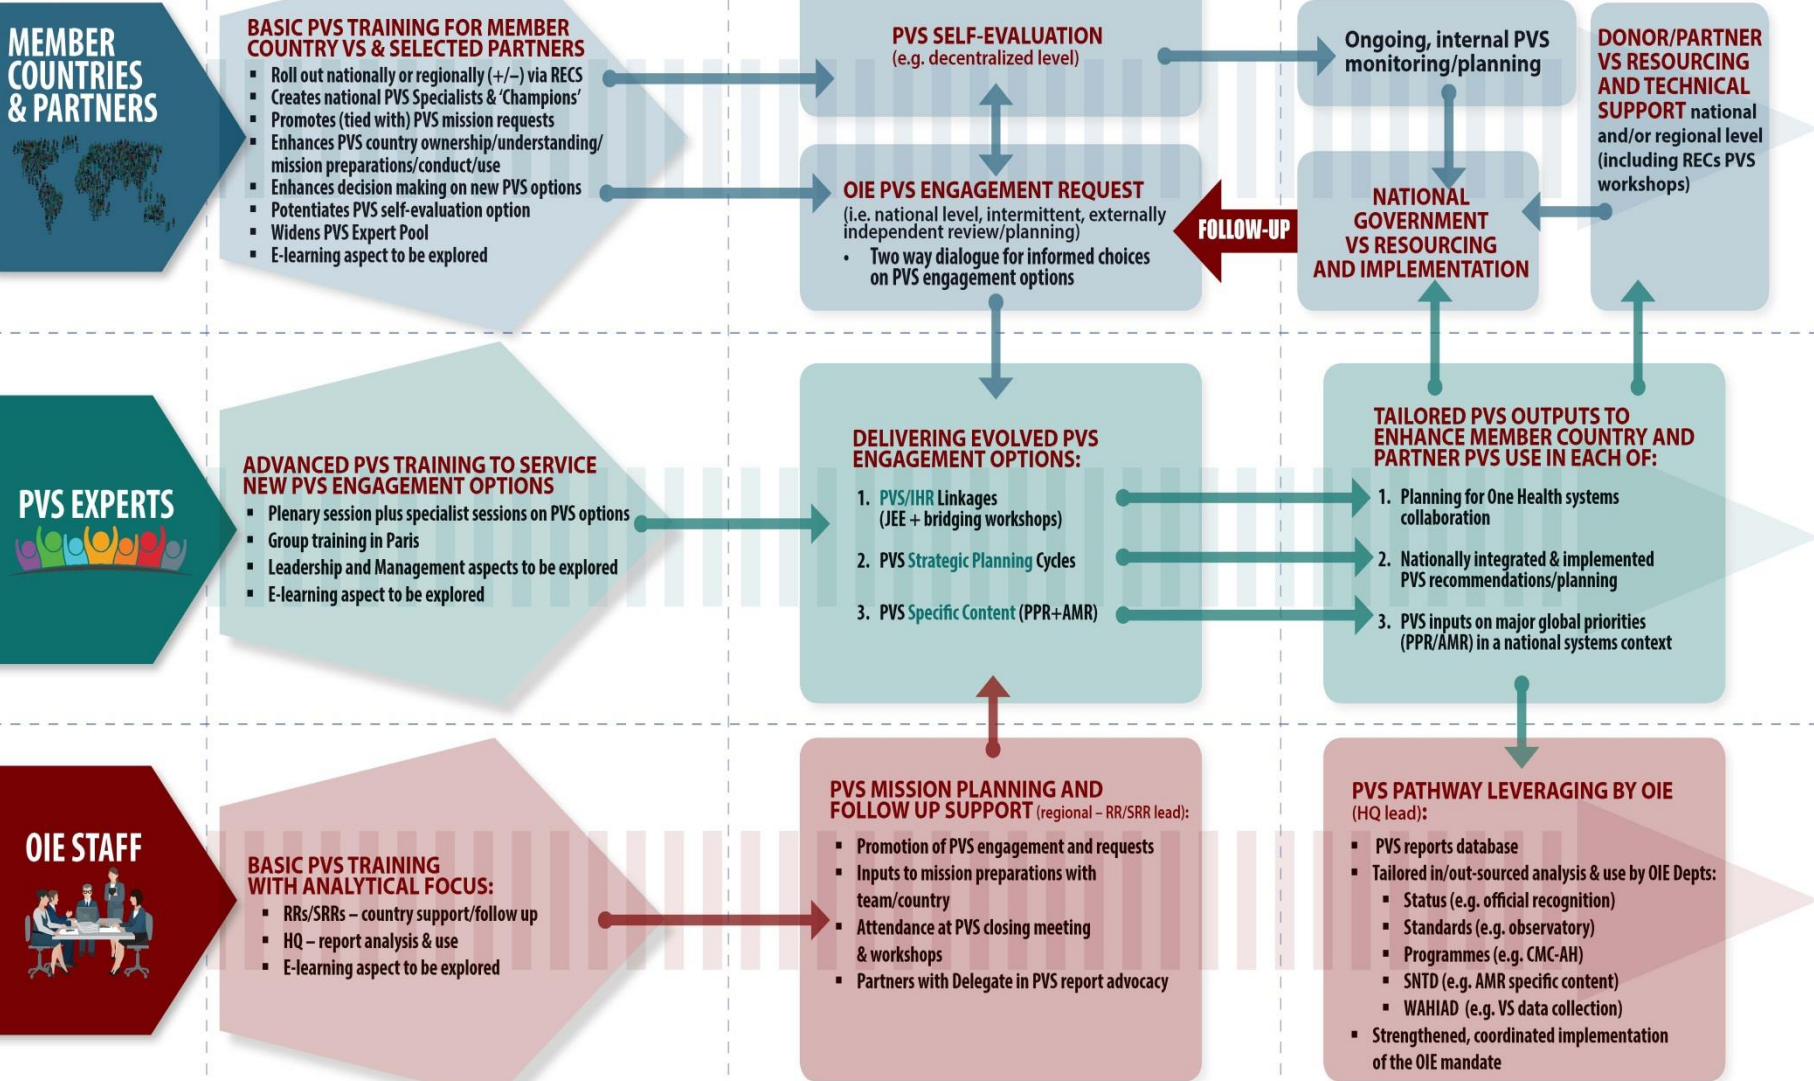 MEMBER
COUNTRIES
& PARTNERS
BASIC PVS TRAINING FOR MEMBER
COUNTRY VS & SELECTED PARTNERS
▪ Roll out nationally or regionally (+/–) via RECS
▪ Creates national PVS Specialists & 'Champions'
▪ Promotes (tied with) PVS mission requests
▪ Enhances PVS country ownership/understanding/
mission preparations/conduct/use
▪ Enhances decision making on new PVS options
▪ Potentiates PVS self-evaluation option
▪ Widens PVS Expert Pool
▪ E-learning aspect to be explored
PVS SELF-EVALUATION
(e.g. decentralized level)
OIE PVS ENGAGEMENT REQUEST
(i.e. national level, intermittent, externally
independent review/planning)
• Two way dialogue for informed choices
on PVS engagement options
FOLLOW-UP
Ongoing, internal PVS
monitoring/planning
NATIONAL
GOVERNMENT
VS RESOURCING
AND IMPLEMENTATION
DONOR/PARTNER
VS RESOURCING
AND TECHNICAL
SUPPORT national
and/or regional level
(including RECs PVS
workshops)
PVS EXPERTS
ADVANCED PVS TRAINING TO SERVICE
NEW PVS ENGAGEMENT OPTIONS
▪ Plenary session plus specialist sessions on PVS options
▪ Group training in Paris
▪ Leadership and Management aspects to be explored
▪ E-learning aspect to be explored
DELIVERING EVOLVED PVS
ENGAGEMENT OPTIONS:
1. PVS/IHR Linkages
(JEE + bridging workshops)
2. PVS Strategic Planning Cycles
3. PVS Specific Content (PPR+AMR)
TAILORED PVS OUTPUTS TO
ENHANCE MEMBER COUNTRY AND
PARTNER PVS USE IN EACH OF:
1. Planning for One Health systems
collaboration
2. Nationally integrated & implemented
PVS recommendations/planning
3. PVS inputs on major global priorities
(PPR/AMR) in a national systems context
OIE STAFF
BASIC PVS TRAINING
WITH ANALYTICAL FOCUS:
▪ RRs/SRRs – country support/follow up
▪ HQ – report analysis & use
▪ E-learning aspect to be explored
PVS MISSION PLANNING AND
FOLLOW UP SUPPORT (regional – RR/SRR lead):
▪ Promotion of PVS engagement and requests
▪ Inputs to mission preparations with
team/country
▪ Attendance at PVS closing meeting
& workshops
▪ Partners with Delegate in PVS report advocacy
PVS PATHWAY LEVERAGING BY OIE
(HQ lead):
▪ PVS reports database
▪ Tailored in/out-sourced analysis & use by OIE Depts:
▪ Status (e.g. official recognition)
▪ Standards (e.g. observatory)
▪ Programmes (e.g. CMC-AH)
▪ SNTD (e.g. AMR specific content)
▪ WAHIAD (e.g. VS data collection)
▪ Strengthened, coordinated implementation
of the OIE mandate